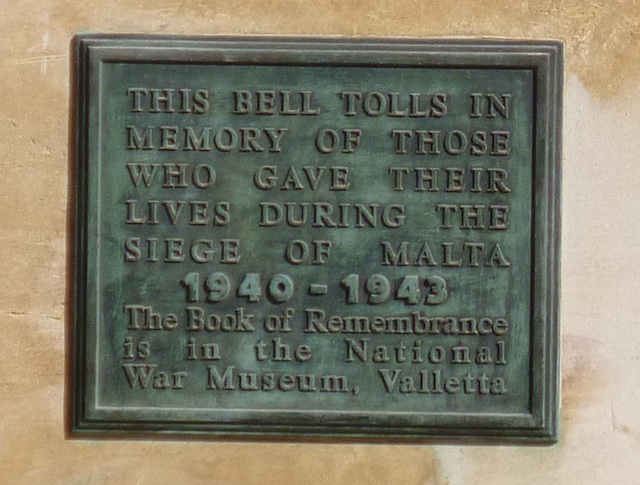 THIS BELL TOLLS IN
MEMORY OF THOSE
WHO GAVE THEIR
LIVES DURING THE
SIEGE OF MALTA
1940 - 1943
The Book of Remembrance
is in the National
War Museum, Valletta